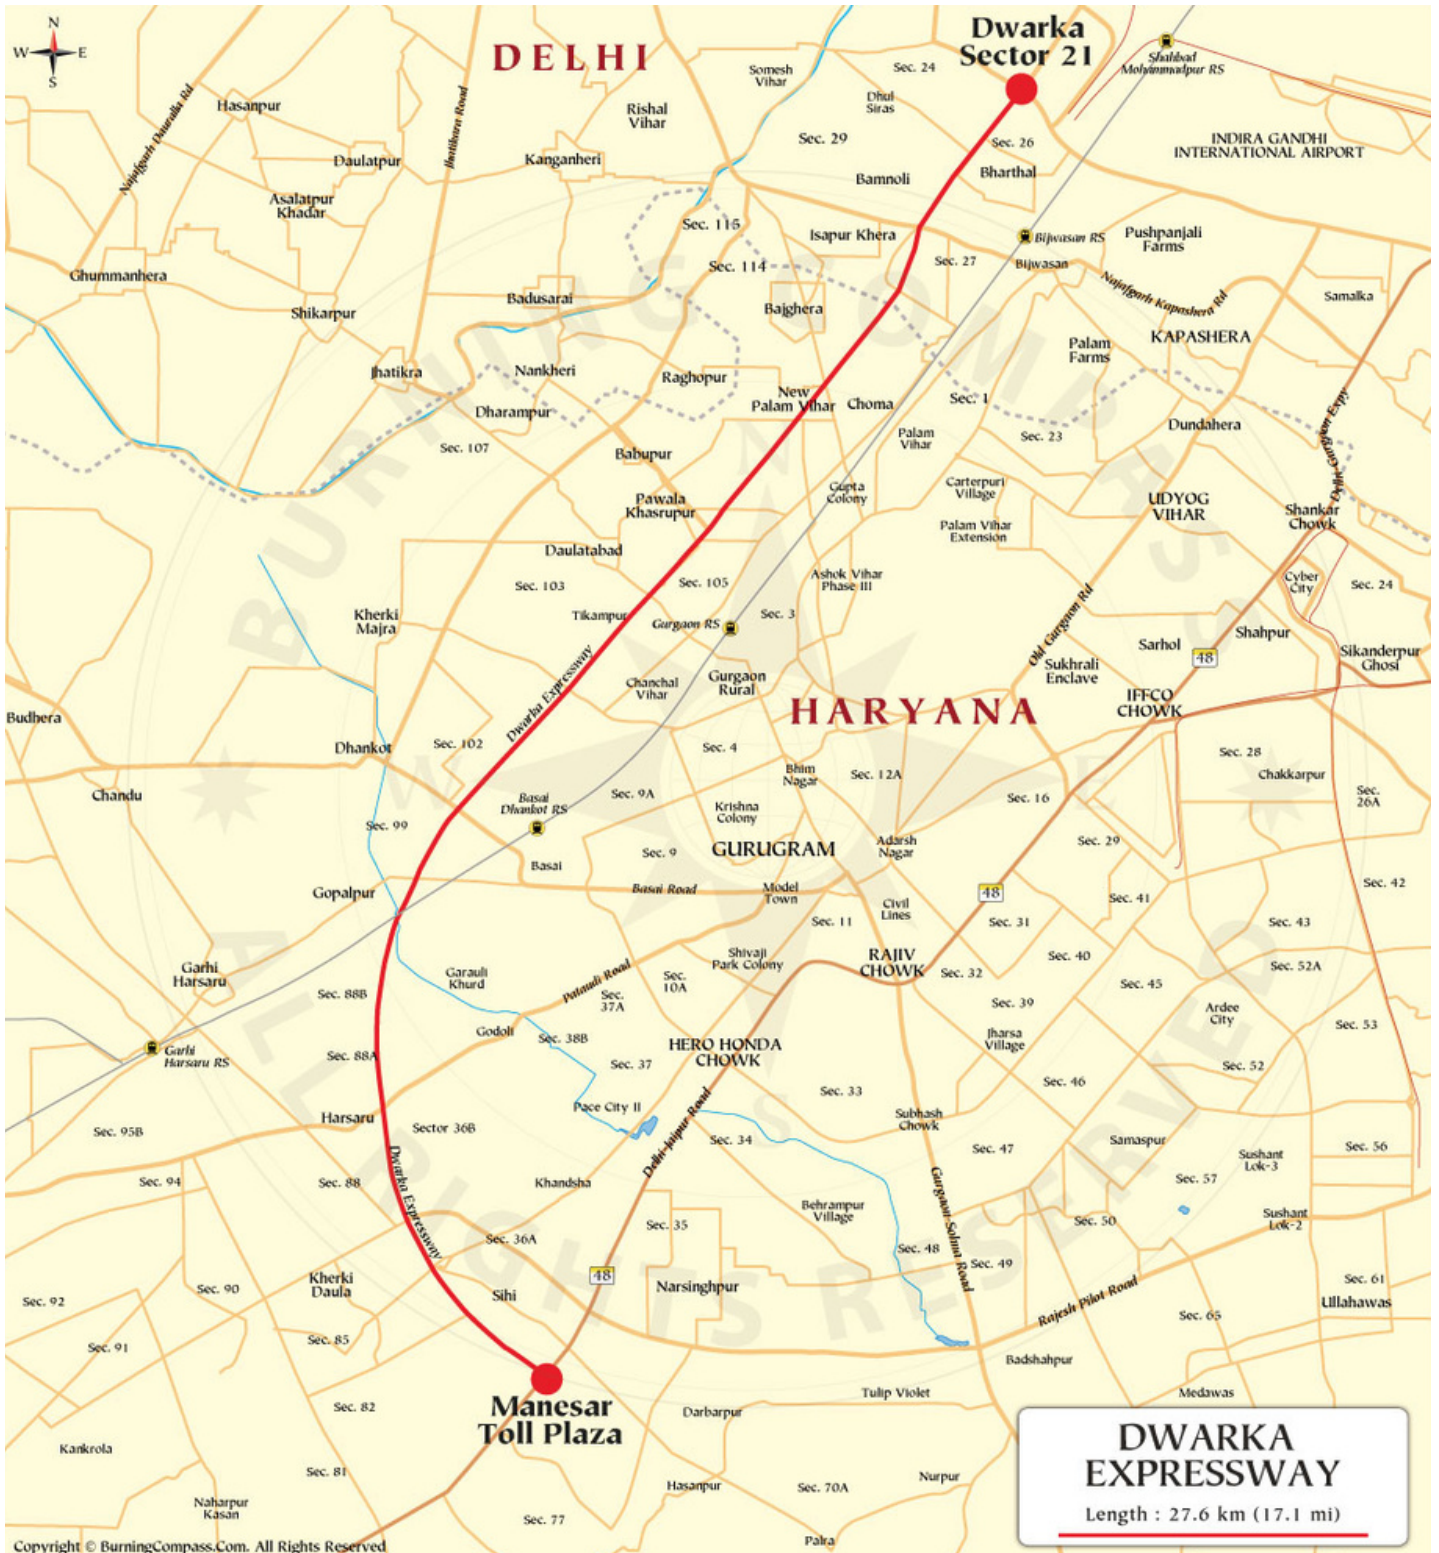 N
W
E
S
DELHI
Dwarka
Sector 21
Shahbad
Mohammadpur RS
Somesh
Vihar
Sec. 24
Dhul
Siras
Hasanpur
Najafgarh Dauralla Rd
Jhatikara Road
Rishal
Vihar
Sec. 29
Sec. 26
INDIRA GANDHI
INTERNATIONAL AIRPORT
Daulatpur
Kanganheri
Bharthal
Bamnoli
Asalatpur
Khadar
Sec. 115
Isapur Khera
Bijwasan RS
Pushpanjali
Farms
Sec. 27
Bijwasan
Sec. 114
Ghummanhera
Najafgarh Kapashera Rd
Samalka
Badusarai
Bajghera
Shikarpur
KAPASHERA
Palam
Farms
Jhatikra
Nankheri
Raghopur
New
Palam Vihar
Choma
Sec. 1
Dharampur
Delhi-Gurgaon Expy
Dundahera
Sec. 107
Palam
Vihar
Sec. 23
Babupur
Gupta
Colony
Carterpuri
Village
UDYOG
VIHAR
Pawala
Khasrupur
Shankar
Chowk
Palam Vihar
Extension
Daulatabad
Sec. 103
Sec. 105
Ashok Vihar
Phase III
Cyber
City
Sec. 24
Kherki
Majra
Tikampur
Gurgaon RS
Sec. 3
Old Gurgaon Rd
Sarhol
Shahpur
48
Sikanderpur
Ghosi
Sukhrali
Enclave
Dwarka Expressway
Chanchal
Vihar
Gurgaon
Rural
IFFCO
CHOWK
HARYANA
Budhera
Dhankot
Sec. 102
Sec. 4
Sec. 28
Bhim
Nagar
Sec. 12A
Chakkarpur
Chandu
Basai
Dhankot RS
Sec. 9A
Sec. 16
Sec.
26A
Krishna
Colony
Sec. 99
GURUGRAM
Adarsh
Nagar
Sec. 29
Sec. 9
Basai
Gopalpur
Basai Road
Model
Town
48
Sec. 41
Sec. 42
Civil
Lines
Sec. 11
Sec. 31
Sec. 43
Shivaji
Park Colony
RAJIV
CHOWK
Sec. 40
Sec. 52A
Garhi
Harsaru
Garauli
Khurd
Pataudi Road
Sec.
10A
Sec. 32
Sec. 45
Sec. 88B
Sec.
37A
Sec. 39
Ardee
City
Sec. 53
Godoli
Sec. 38B
HERO HONDA
CHOWK
Jharsa
Village
Garhi
Harsaru RS
Sec. 88A
Sec. 37
Sec. 52
Sec. 46
Pace City II
Sec. 33
Harsaru
Subhash
Chowk
Sec. 95B
Sector 36B
Delhi-Jaipur Road
Sec. 34
Sec. 47
Samaspur
Sec. 56
Sushant
Lok-3
Sec. 94
Sec. 88
Dwarka Expressway
Khandsha
Sec. 57
Gurgaon Sohna Road
Behrampur
Village
Sec. 35
Sec. 50
Sushant
Lok-2
Sec. 36A
Sec. 48
Sec. 49
48
Narsinghpur
Kherki
Daula
Sec. 90
Sihi
Rajesh Pilot Road
Sec. 61
Sec. 92
Ullahawas
Sec. 65
Sec. 91
Sec. 85
Badshahpur
Manesar
Toll Plaza
Tulip Violet
Medawas
Sec. 82
Darbarpur
Kankrola
Sec. 81
Hasanpur
Sec. 70A
Nurpur
Naharpur
Kasan
Sec. 77
Palra
DWARKA
EXPRESSWAY
Length : 27.6 km (17.1 mi)
Copyright © BurningCompass.Com. All Rights Reserved
BURNING COMPASS
ALL RIGHTS RESERVED
N
W
E
S